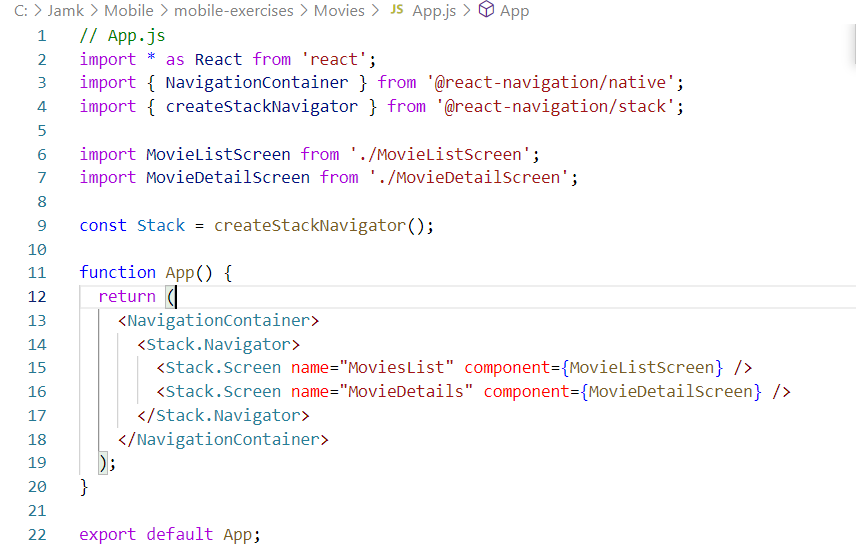 C: > Jamk > Mobile > mobile-exercises > Movies > JS App.js > App
1 // App.js
2 import * as React from 'react';
3 import { NavigationContainer } from '@react-navigation/native';
4 import { createStackNavigator } from '@react-navigation/stack';
5
6 import MovieListScreen from './MovieListScreen';
7 import MovieDetailScreen from './MovieDetailScreen';
8
9 const Stack = createStackNavigator();
10
11 function App() {
12   return (
13     <NavigationContainer>
14       <Stack.Navigator>
15         <Stack.Screen name="MoviesList" component={MovieListScreen} />
16         <Stack.Screen name="MovieDetails" component={MovieDetailScreen} />
17       </Stack.Navigator>
18     </NavigationContainer>
19   );
20 }
21
22 export default App;